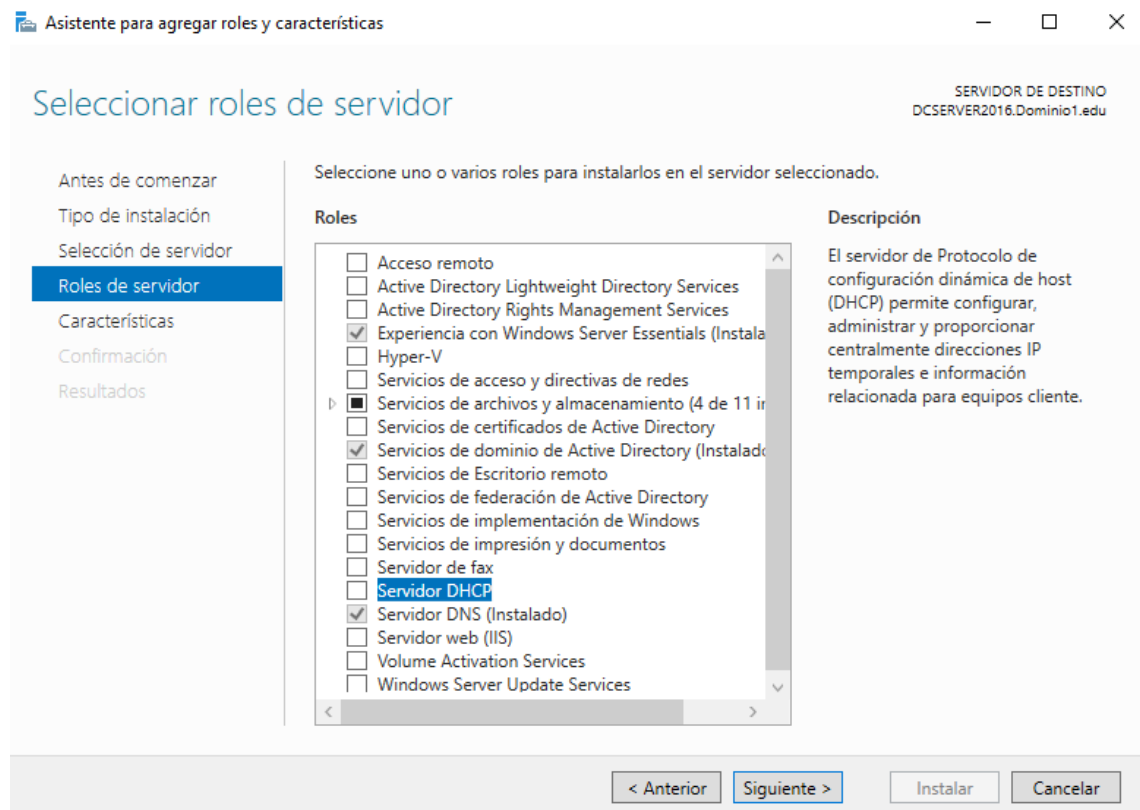 Asistente para agregar roles y características
Seleccionar roles de servidor
SERVIDOR DE DESTINO
DCSERVER2016.Dominio1.edu
Antes de comenzar
Tipo de instalación
Selección de servidor
Roles de servidor
Características
Confirmación
Resultados
Seleccione uno o varios roles para instalarlos en el servidor seleccionado.
Roles
Acceso remoto
Active Directory Lightweight Directory Services
Active Directory Rights Management Services
Experiencia con Windows Server Essentials (Instala
Hyper-V
Servicios de acceso y directivas de redes
Servicios de archivos y almacenamiento (4 de 11 in
Servicios de certificados de Active Directory
Servicios de dominio de Active Directory (Instalado
Servicios de Escritorio remoto
Servicios de federación de Active Directory
Servicios de implementación de Windows
Servicios de impresión y documentos
Servidor de fax
Servidor DHCP
Servidor DNS (Instalado)
Servidor web (IIS)
Volume Activation Services
Windows Server Update Services
Descripción
El servidor de Protocolo de
configuración dinámica de host
(DHCP) permite configurar,
administrar y proporcionar
centralmente direcciones IP
temporales e información
relacionada para equipos cliente.
< Anterior
Siguiente >
Instalar
Cancelar